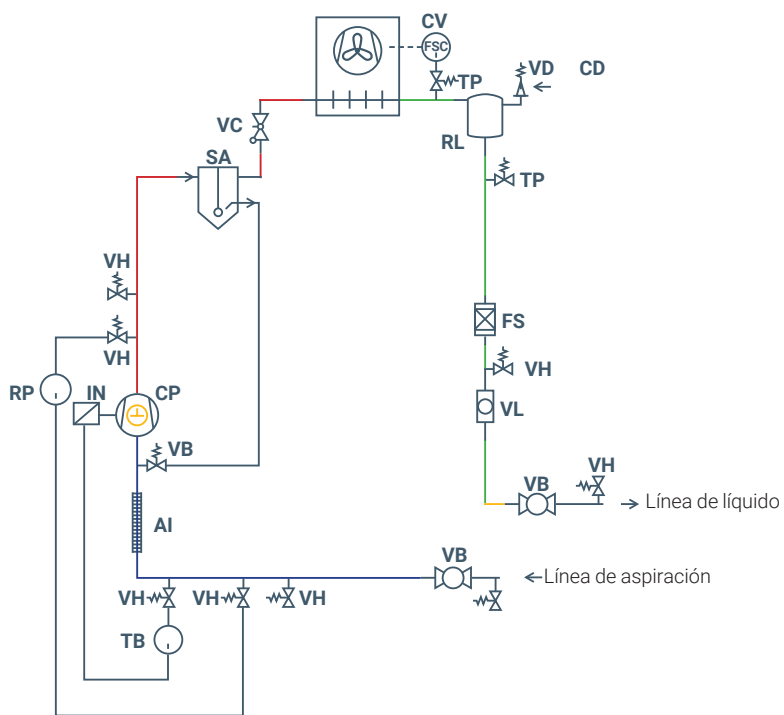 CV
FSC
TP
VD
CD
VC
RL
SA
TP
VH
FS
VH
VH
RP
IN
CP
VL
VB
VH
VB
Línea de líquido
AI
VB
Línea de aspiración
VH
VH
VH
TB